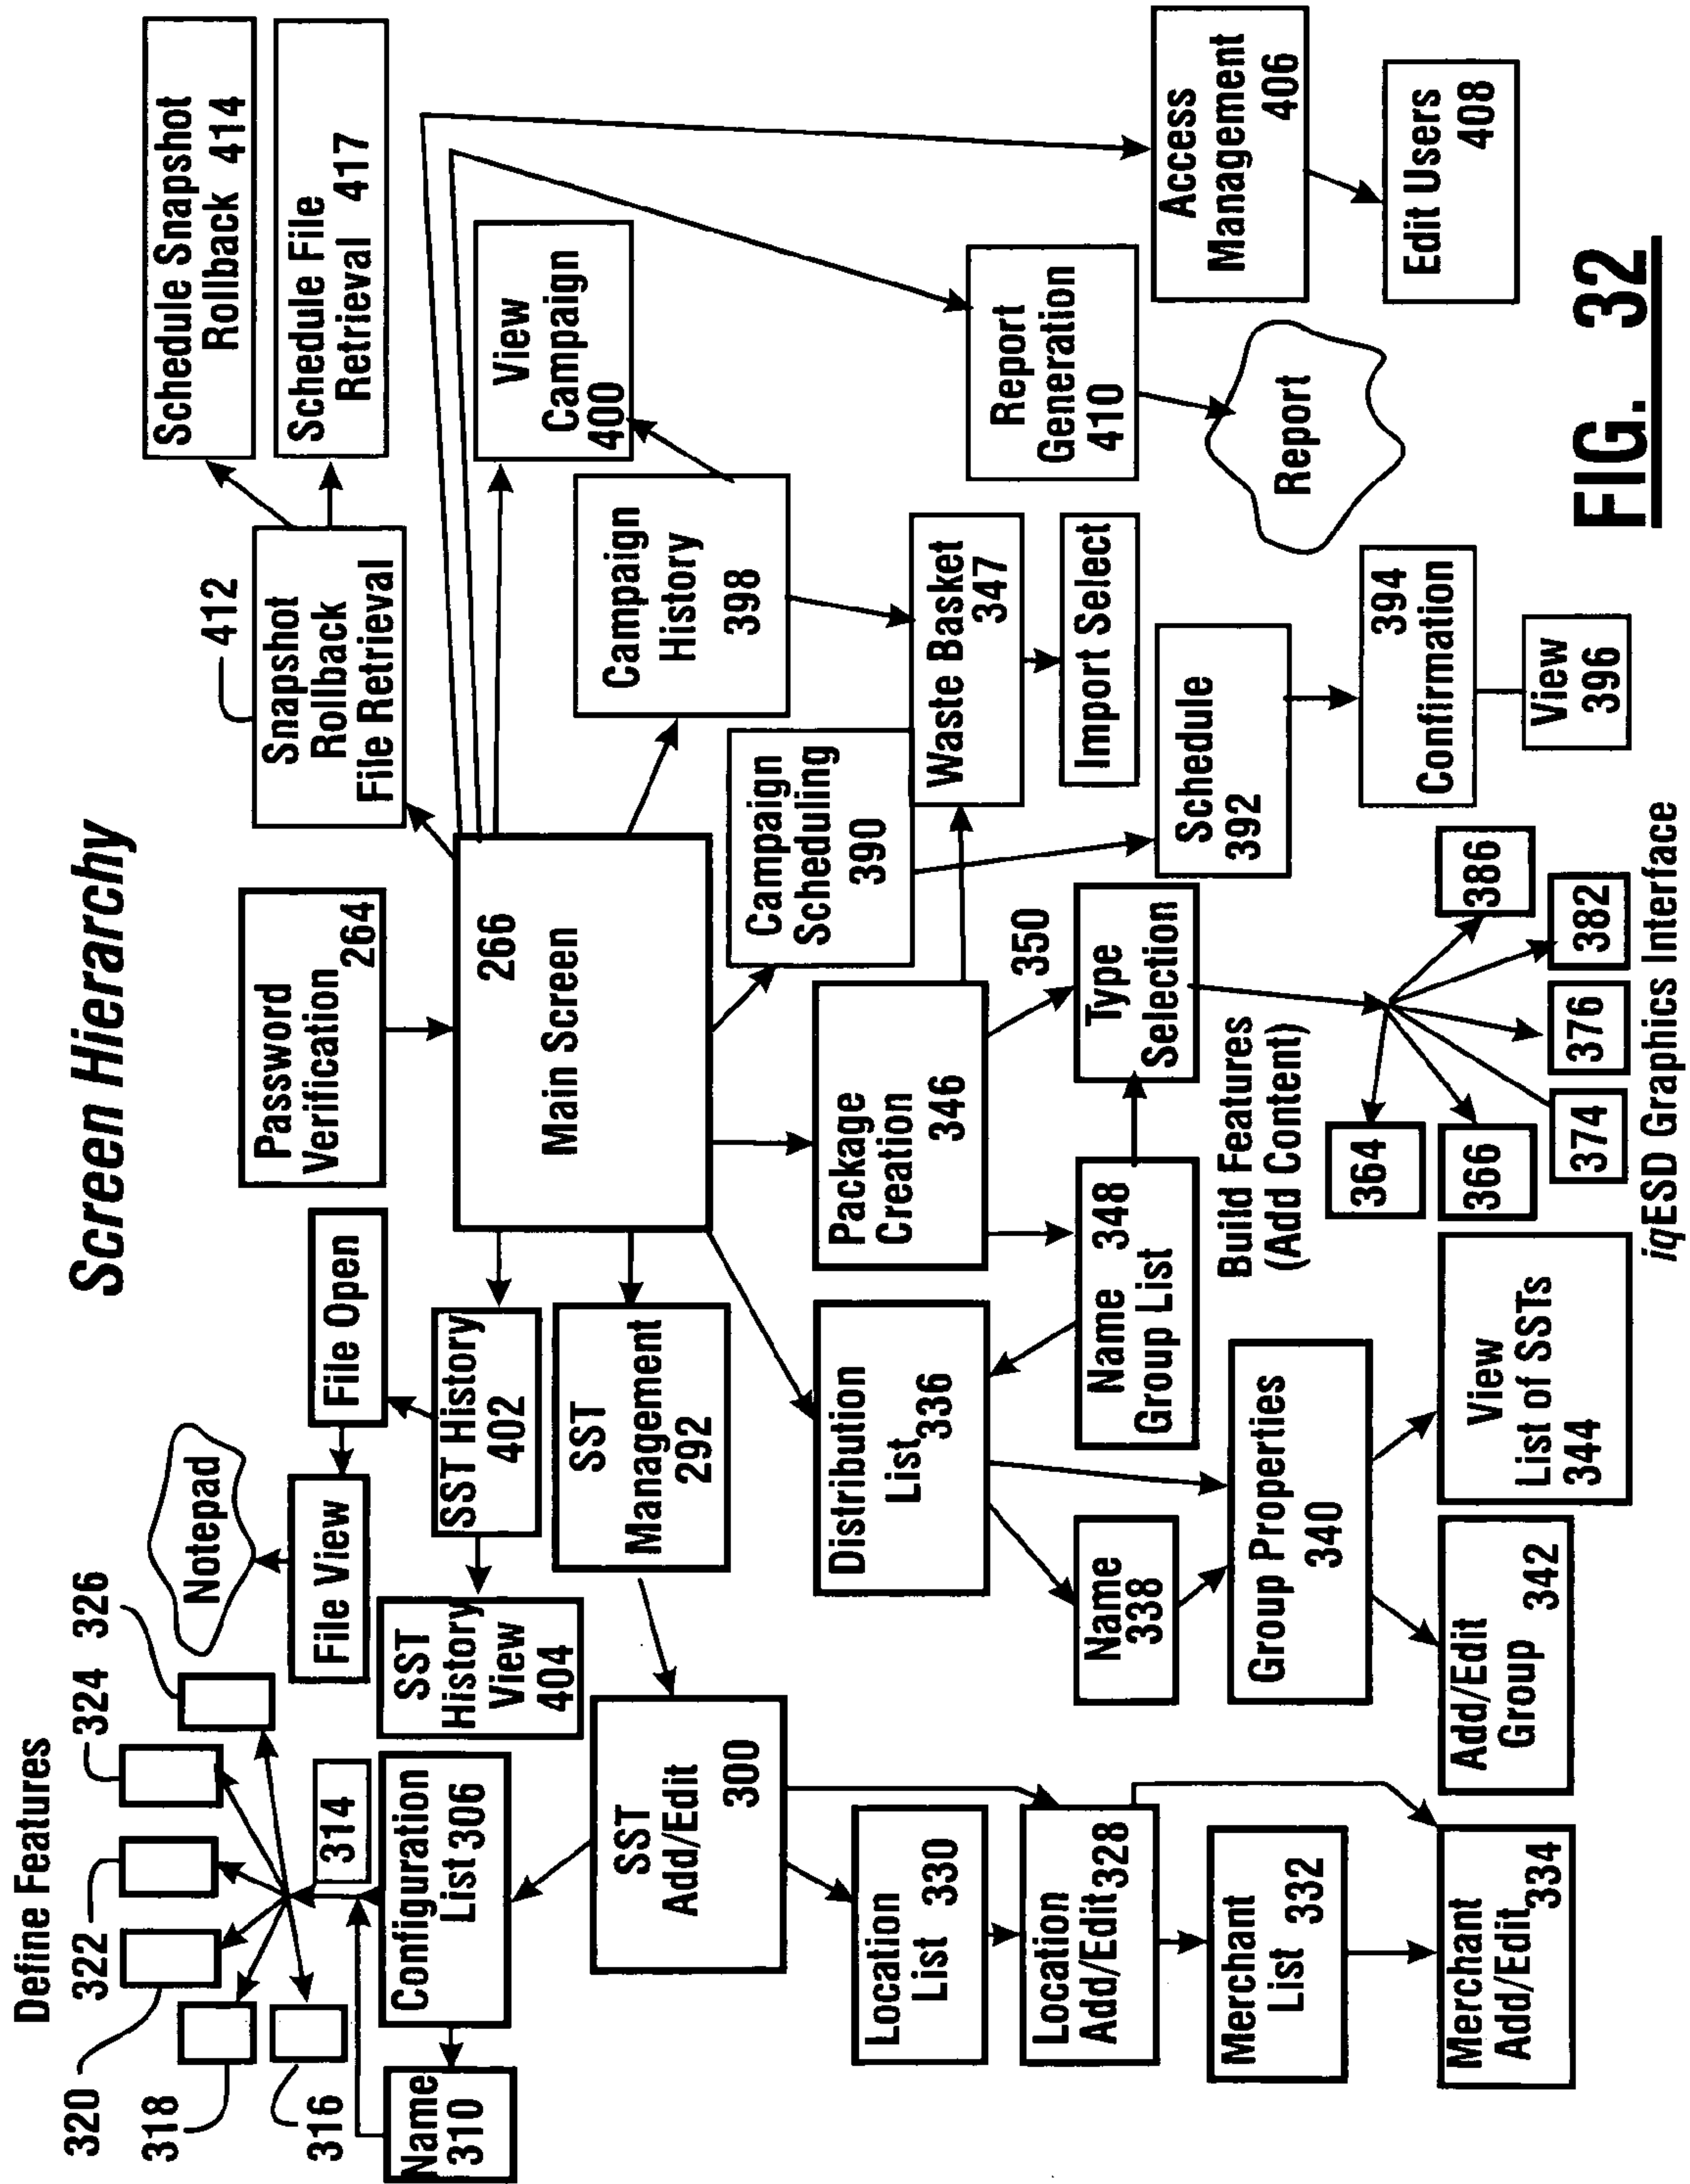 Screen Hierarchy
Define Features
320
322
324
326
318
316
314
Notepad
File View
File Open
Password
Verification
264
412
Snapshot
Rollback
File Retrieval
Schedule Snapshot
Rollback 414
Schedule File
Retrieval 417
Name
310
Configuration
List 306
SST
History
View
404
SST History
402
266
Main Screen
View
Campaign
400
SST
Add/Edit
300
SST
Management
292
Campaign
History
398
Campaign
Scheduling
390
Location
List 330
Distribution
List 336
Package
Creation
346
Waste Basket
347
Report
Generation
410
Access
Management
406
Location
Add/Edit 328
Name
338
Name 348
Group List
350
Type
Selection
Import Select
Schedule
392
Report
Edit Users
408
Merchant
List 332
Group Properties
340
Build Features
(Add Content)
394
Confirmation
364
366
374
376
382
386
View
396
Merchant
Add/Edit 334
Add/Edit
Group 342
View
List of SSTs
344
iqESD Graphics Interface
FIG. 32